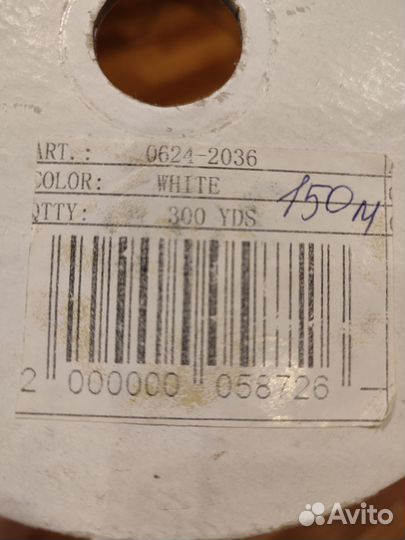 ART.: 0624-2036
COLOR: WHITE
QTTY: 300 YDS 150м
2 000000 058726
Avito